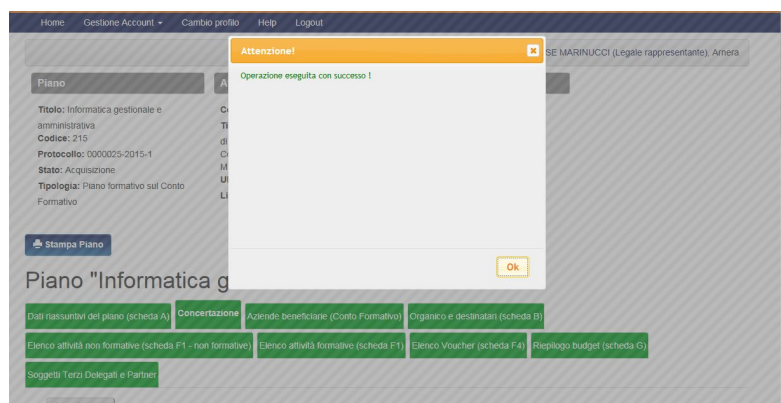 Home Gestione Account Cambio profilo Help Logout
Attenzione!
SE MARINUCCI (Legale rappresentante), Arnera
Operazione eseguita con successo !
Piano
A
Titolo: Informatica gestionale e
amministrativa
Codice: 215
Protocollo: 0000025-2015-1
Stato: Acquisizione
Tipologia: Piano formativo sul Conto
Formativo
Stampa Piano
Ok
Piano "Informatica g
Dati riassuntivi del piano (scheda A) Concertazione Aziende beneficiarie (Conto Formativo) Organico e destinatari (scheda B)
Elenco attività non formative (scheda F1 - non formative) Elenco attività formative (scheda F1) Elenco Voucher (scheda F4) Riepilogo budget (scheda G)
Soggetti Terzi Delegati e Partner